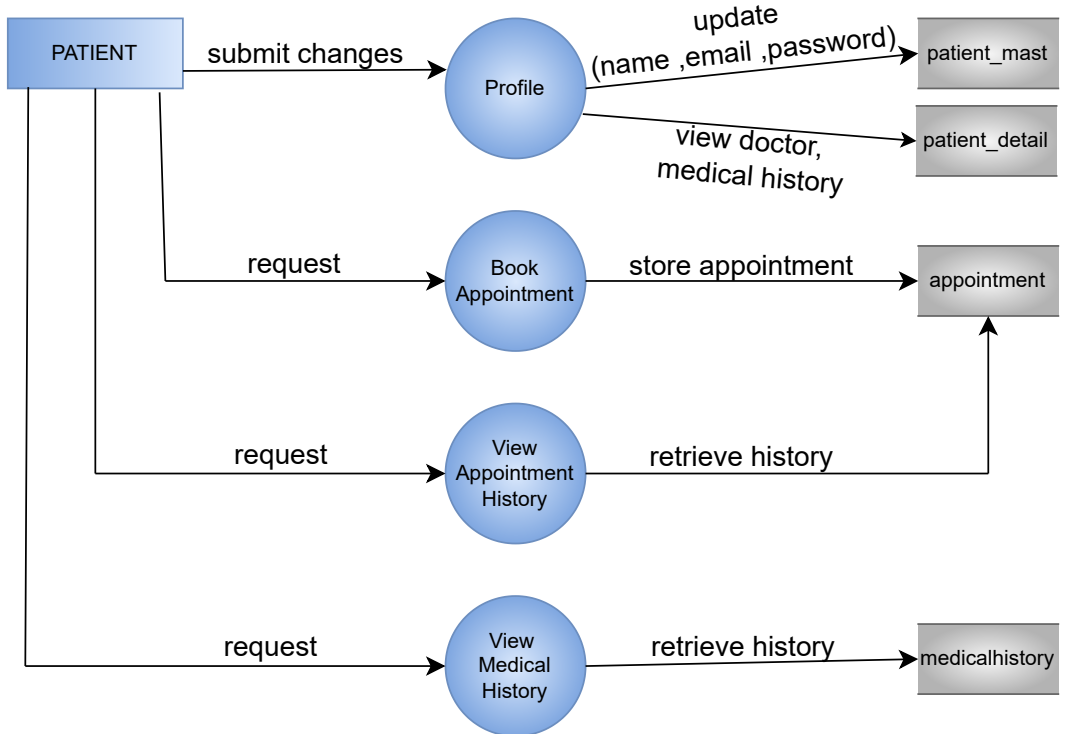 PATIENT
submit changes
Profile
update
(name ,email ,password)
patient_mast
view doctor,
medical history
patient_detail
request
Book
Appointment
store appointment
appointment
request
View
Appointment
History
retrieve history
request
View
Medical
History
retrieve history
medicalhistory